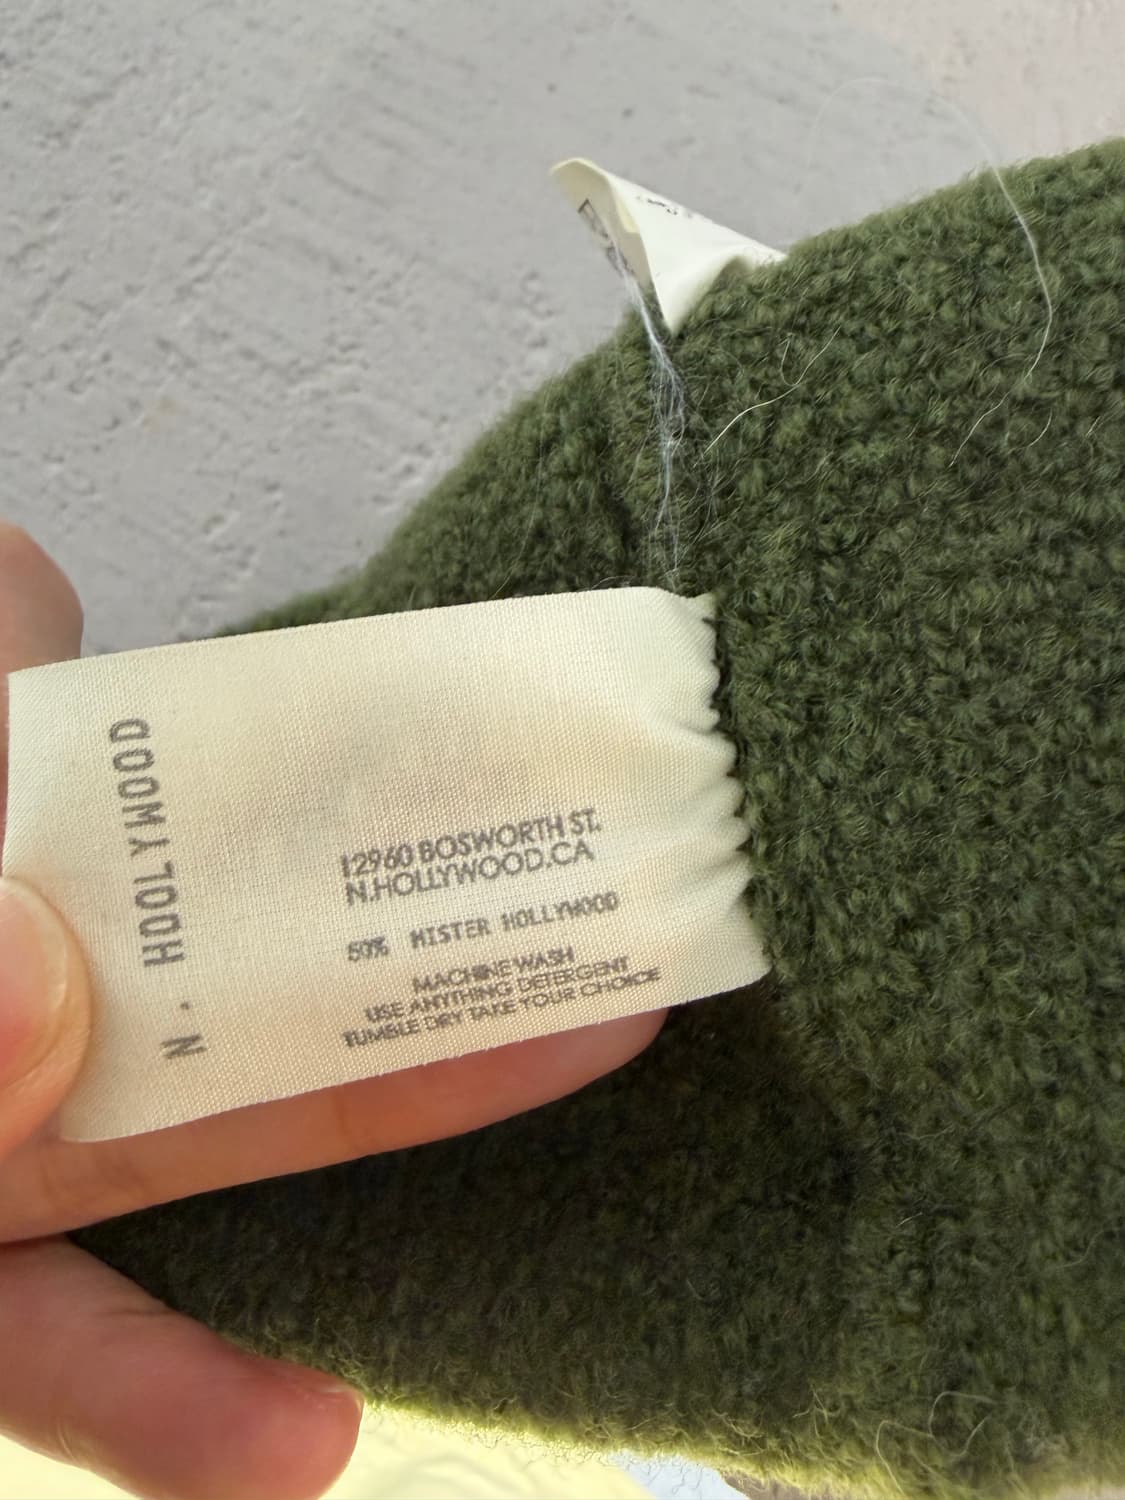 N. HOOLYWOOD
12960 BOSWORTH ST.
N.HOLLYWOOD.CA
50% MISTER HOLLYWOOD
MACHINE WASH
USE ANYTHING DETERGENT
TUMBLE DRY TAKE YOUR CHOICE